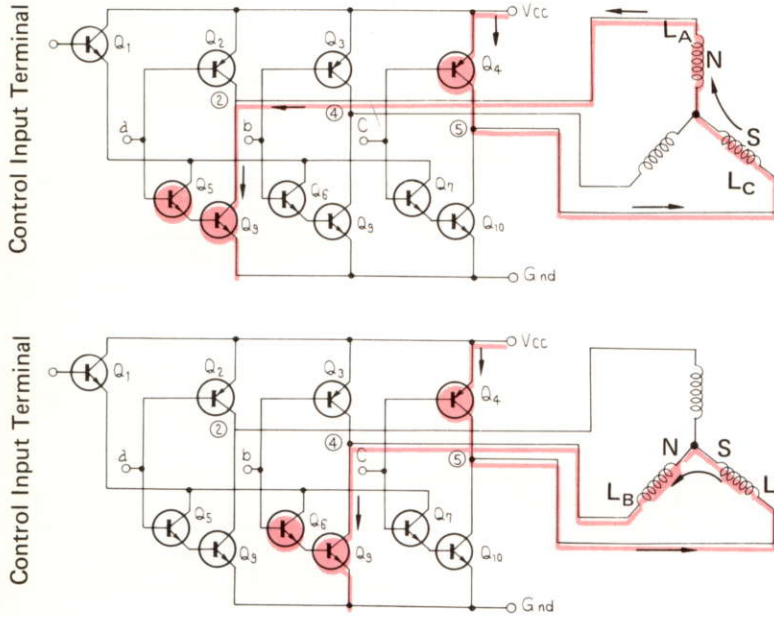 Control Input Terminal
Q1
Q2
Q3
Vcc
Q4
②
④
⑤
a
b
C
Q5
Q9
Q6
Q9
Q7
Q10
Gnd
LA
N
S
LC
Control Input Terminal
Q1
Q2
Q3
Vcc
Q4
②
④
⑤
a
b
C
Q5
Q9
Q6
Q9
Q7
Q10
Gnd
N
S
LB
L